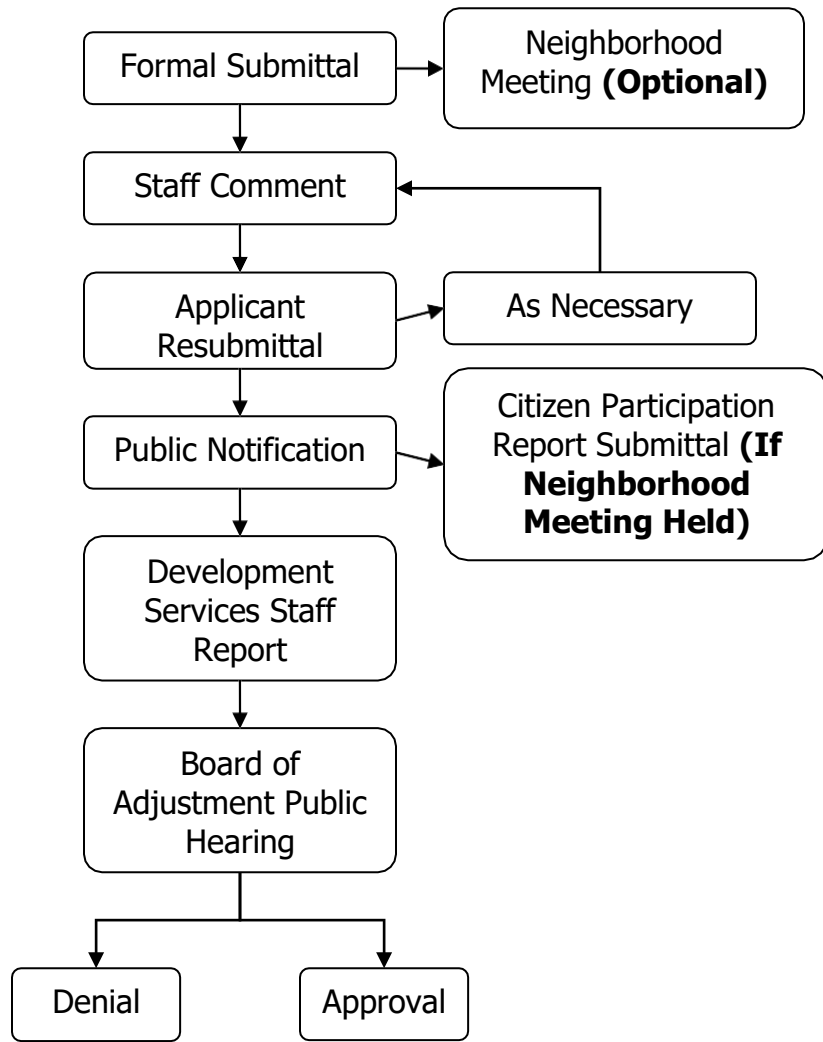 Formal Submittal
Neighborhood
Meeting (Optional)
Staff Comment
Applicant
Resubmittal
As Necessary
Public Notification
Citizen Participation
Report Submittal (If
Neighborhood
Meeting Held)
Development
Services Staff
Report
Board of
Adjustment Public
Hearing
Denial
Approval